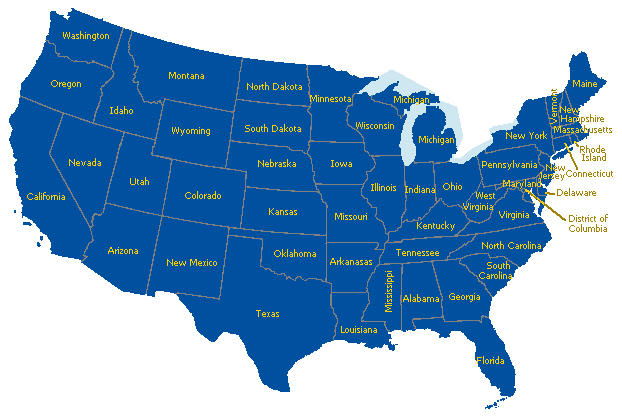 Washington
Oregon
Idaho
Montana
North Dakota
Minnesota
Michigan
Maine
Vermont
New
Hampshire
Massachusetts
Rhode
Island
Connecticut
New York
Wisconsin
Michigan
South Dakota
Wyoming
Nevada
Utah
Colorado
Nebraska
Iowa
Illinois
Indiana
Ohio
Pennsylvania
New
Jersey
Maryland
Delaware
District of
Columbia
West
Virginia
Virginia
California
Kansas
Missouri
Kentucky
Arizona
New Mexico
Oklahoma
Arkanasas
Tennessee
North Carolina
South
Carolina
Texas
Louisiana
Mississippi
Alabama
Georgia
Florida